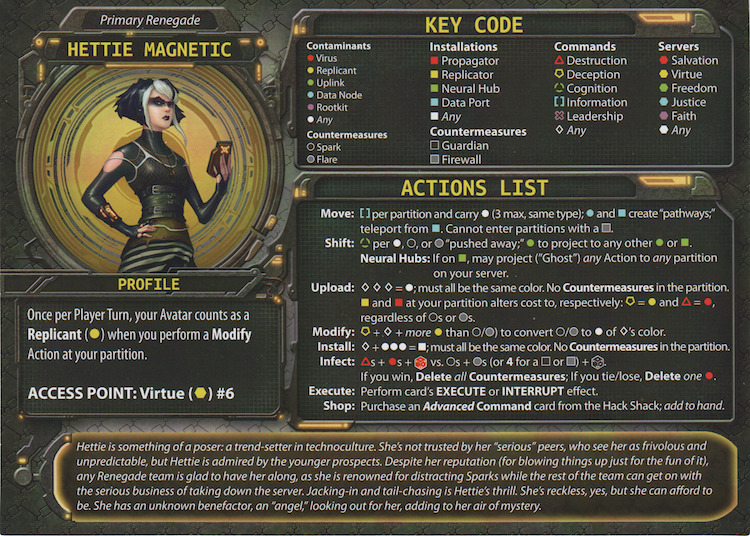 Primary Renegade
HETTIE MAGNETIC
KEY CODE
Contaminants
Virus
Replicant
Uplink
Data Node
Rootkit
Any
Countermeasures
Spark
Flare
Installations
Propagator
Replicator
Neural Hub
Data Port
Any
Countermeasures
Guardian
Firewall
Commands
Destruction
Deception
Cognition
Information
Leadership
Any
Servers
Salvation
Virtue
Freedom
Justice
Faith
Any
ACTIONS LIST
Move: [ ] per partition and carry ● (3 max, same type); ● and ■ create “pathways;”
teleport from ■. Cannot enter partitions with a ■.
Shift: per ●, ○, or ● “pushed away;” ● to project to any other ● or ■.
Neural Hubs: If on ■, may project (“Ghost”) any Action to any partition
on your server.
Upload: ◇ ◇ ◇ = ●; must all be the same color. No Countermeasures in the partition.
■ and ■ at your partition alters cost to, respectively: ⬠ = ● and △ = ●,
regardless of ○s or ●s.
Modify: ⬠ + ◇ + more ● than ○/●) to convert ○/● to ● of ◇’s color.
Install: ◇ + ●●● = ■; must all be the same color. No Countermeasures in the partition.
Infect: △s + ●s + vs. ○s + ●s (or 4 for a □ or ■) + .
If you win, Delete all Countermeasures; If you tie/lose, Delete one ●.
Execute: Perform card’s EXECUTE or INTERRUPT effect.
Shop: Purchase an Advanced Command card from the Hack Shack; add to hand.
PROFILE
Once per Player Turn, your Avatar counts as a
Replicant (●) when you perform a Modify
Action at your partition.
ACCESS POINT: Virtue (⬢) #6
Hettie is something of a poser: a trend-setter in technoculture. She’s not trusted by her “serious” peers, who see her as frivolous and
unpredictable, but Hettie is admired by the younger prospects. Despite her reputation (for blowing things up just for the fun of it),
any Renegade team is glad to have her along, as she is renowned for distracting Sparks while the rest of the team can get on with
the serious business of taking down the server. Jacking-in and tail-chasing is Hettie’s thrill. She’s reckless, yes, but she can afford to
be. She has an unknown benefactor, an “angel,” looking out for her, adding to her air of mystery.